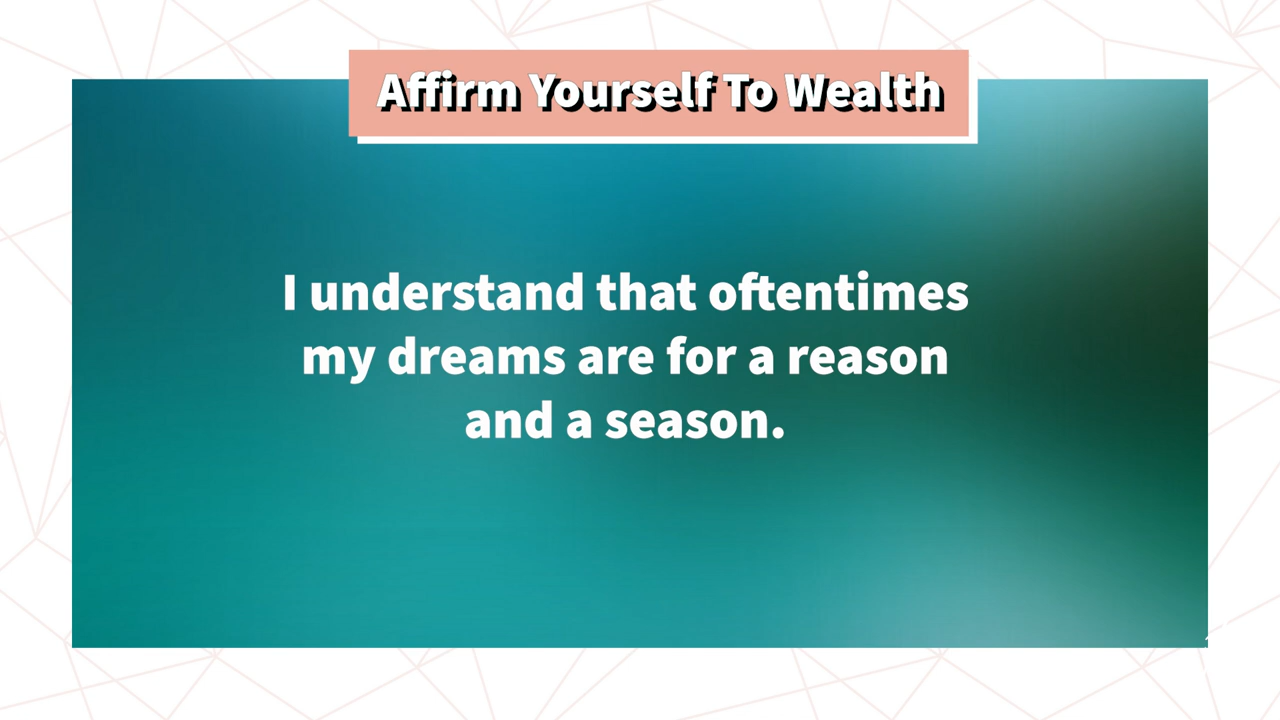 Affirm Yourself To Wealth
I understand that oftentimes
my dreams are for a reason
and a season.